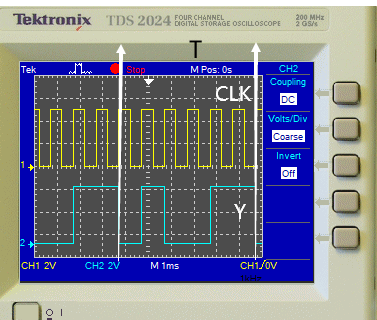 Tektronix TDS 2024 FOUR CHANNEL DIGITAL STORAGE OSCILLOSCOPE 200 MHz 2 GS/s
T
Tek Stop M Pos: 0s CH2
CLK
Coupling
DC
Volts/Div
Coarse
Invert
Off
1
Y
2
CH1 2V CH2 2V M 1ms CH1/0V